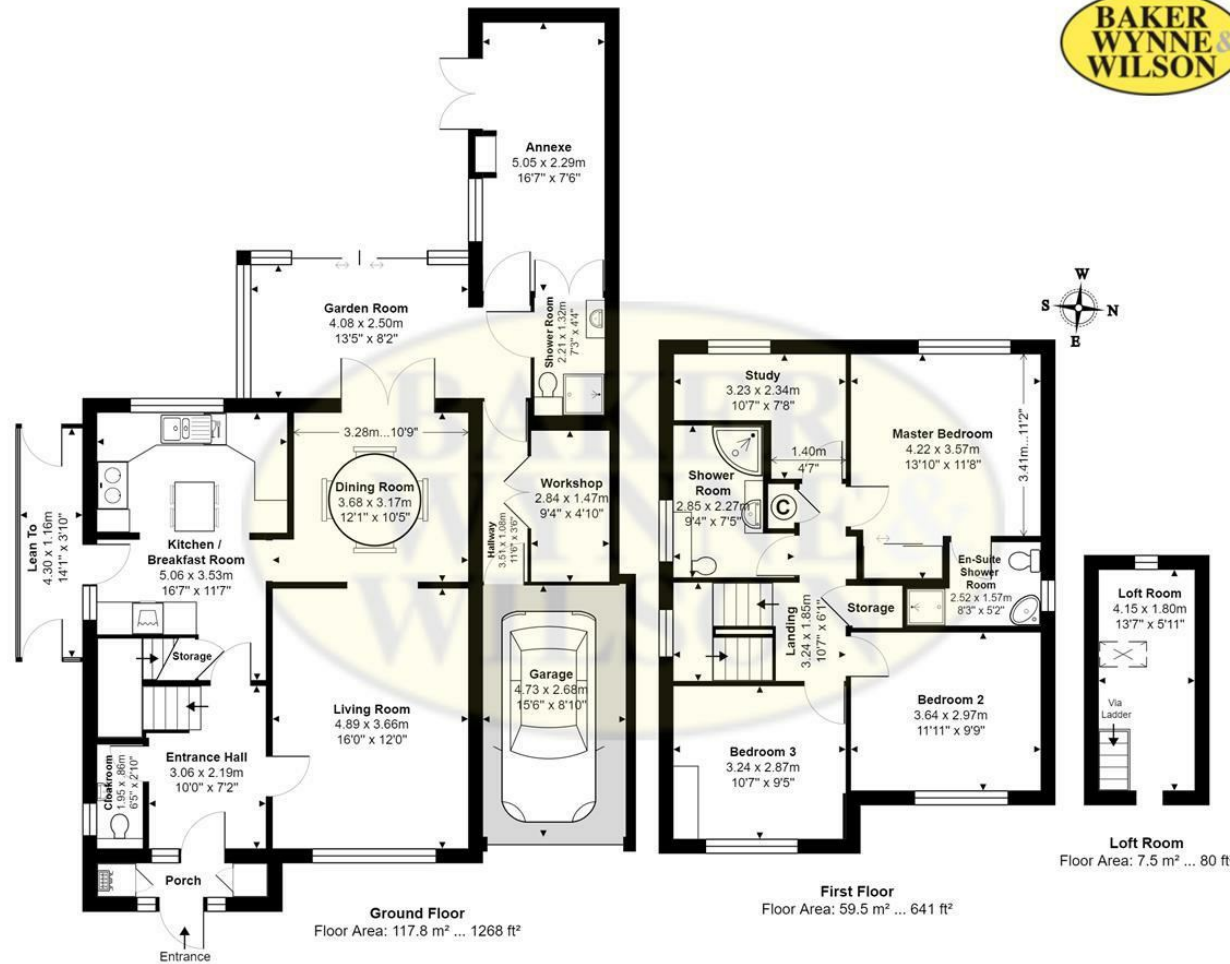 BAKER
WYNNE &
WILSON
Annexe
5.05 x 2.29m
16'7" x 7'6"
Garden Room
4.08 x 2.50m
13'5" x 8'2"
Shower Room
2.21 x 1.32m
7'3" x 4'4"
W
S
N
E
Lean To
4.30 x 1.16m
14'1" x 3'10"
Kitchen /
Breakfast Room
5.06 x 3.53m
16'7" x 11'7"
3.28m...10'9"
Dining Room
3.68 x 3.17m
12'1" x 10'5"
Hallway
3.51 x 1.08m
11'6" x 3'6"
Workshop
2.84 x 1.47m
9'4" x 4'10"
Storage
Living Room
4.89 x 3.66m
16'0" x 12'0"
Garage
4.73 x 2.68m
15'6" x 8'10"
Entrance Hall
3.06 x 2.19m
10'0" x 7'2"
Cloakroom
1.95 x .86m
6'5" x 2'10"
Porch
Entrance
Ground Floor
Floor Area: 117.8 m² ... 1268 ft²
Study
3.23 x 2.34m
10'7" x 7'8"
Master Bedroom
4.22 x 3.57m
13'10" x 11'8"
3.41m...11'2"
1.40m
4'7"
Shower
Room
2.85 x 2.27m
9'4" x 7'5"
C
En-Suite
Shower
Room
2.52 x 1.57m
8'3" x 5'2"
Storage
Landing
3.24 x 1.85m
10'7" x 6'1"
Bedroom 2
3.64 x 2.97m
11'11" x 9'9"
Bedroom 3
3.24 x 2.87m
10'7" x 9'5"
First Floor
Floor Area: 59.5 m² ... 641 ft²
Loft Room
4.15 x 1.80m
13'7" x 5'11"
Via
Ladder
Loft Room
Floor Area: 7.5 m² ... 80 ft
BAKER
WYNNE &
WILSON